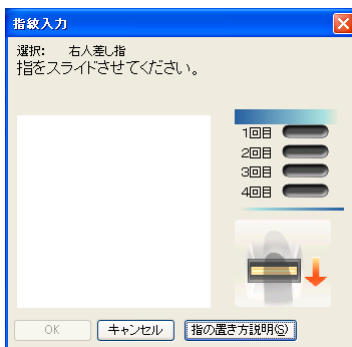 指紋入力
選択: 右人差し指
指をスライドさせてください。
1回目
2回目
3回目
4回目
OK
キャンセル
指の置き方説明(S)